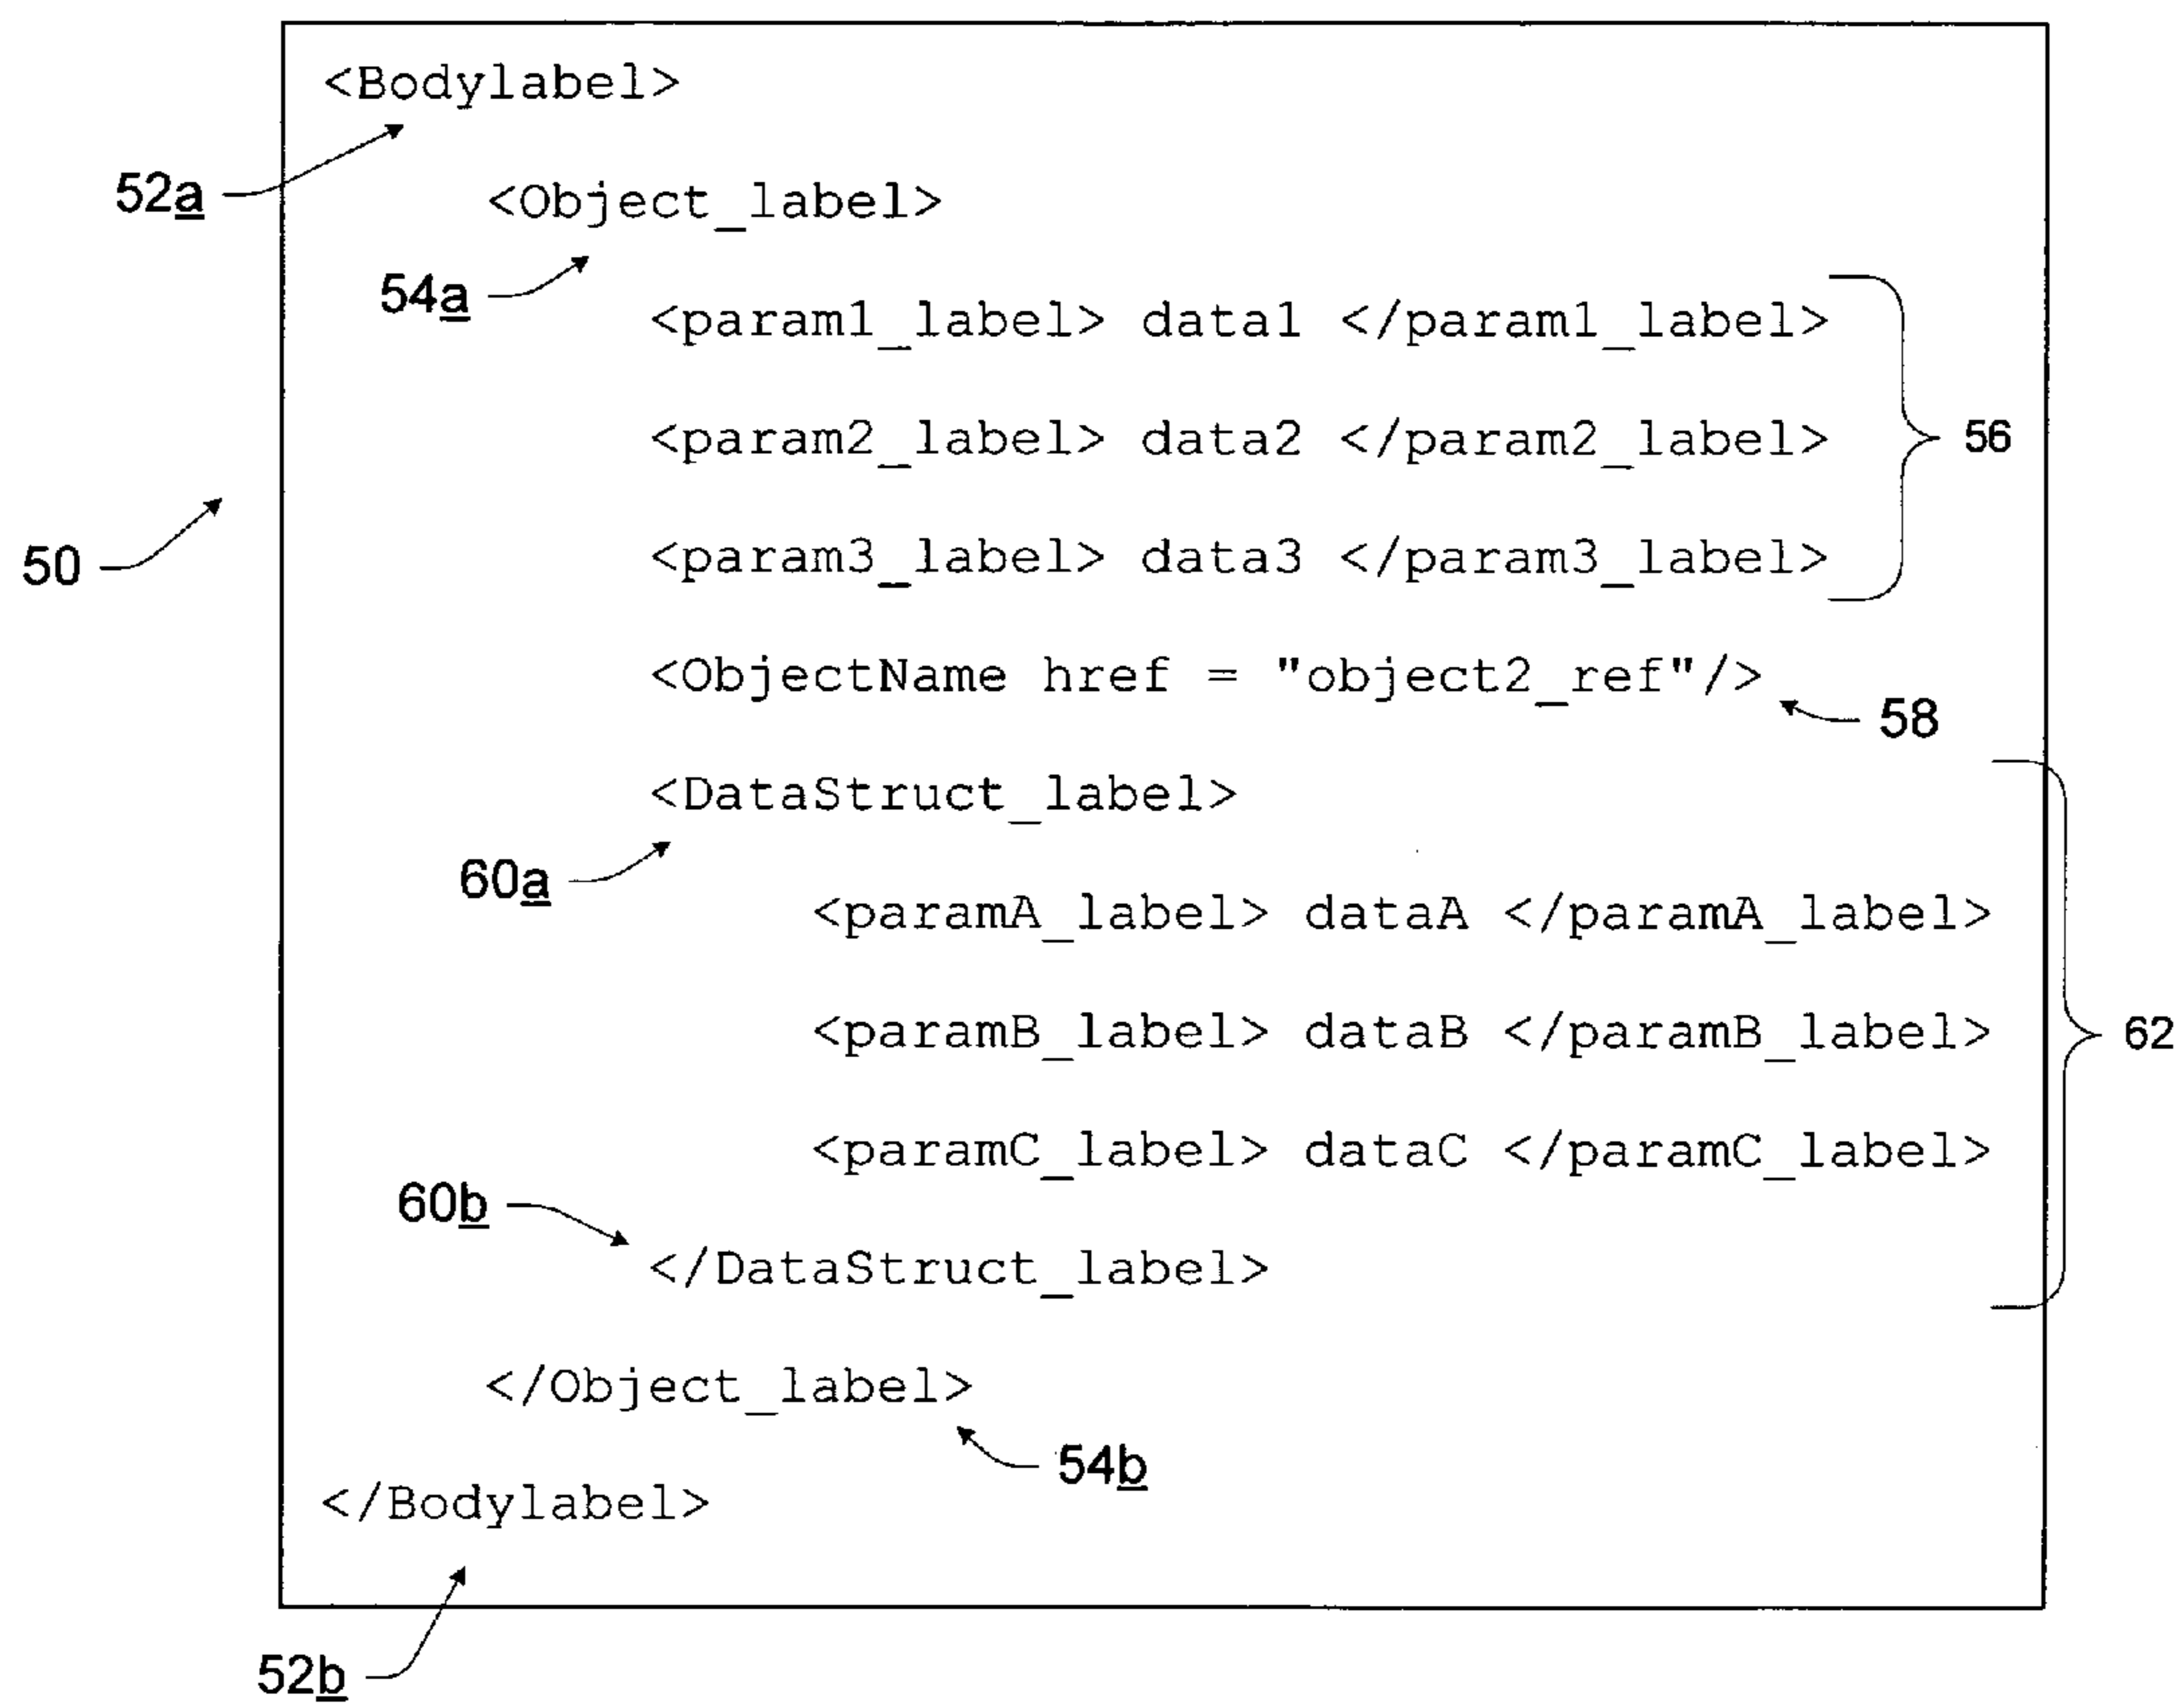 <Bodylabel>
52a
<Object_label>
54a
<param1_label> data1 </param1_label>
<param2_label> data2 </param2_label>
56
50
<param3_label> data3 </param3_label>
<ObjectName href = "object2_ref"/>
58
<DataStruct_label>
60a
<paramA_label> dataA </paramA_label>
<paramB_label> dataB </paramB_label>
62
<paramC_label> dataC </paramC_label>
60b
</DataStruct_label>
</Object_label>
54b
</Bodylabel>
52b